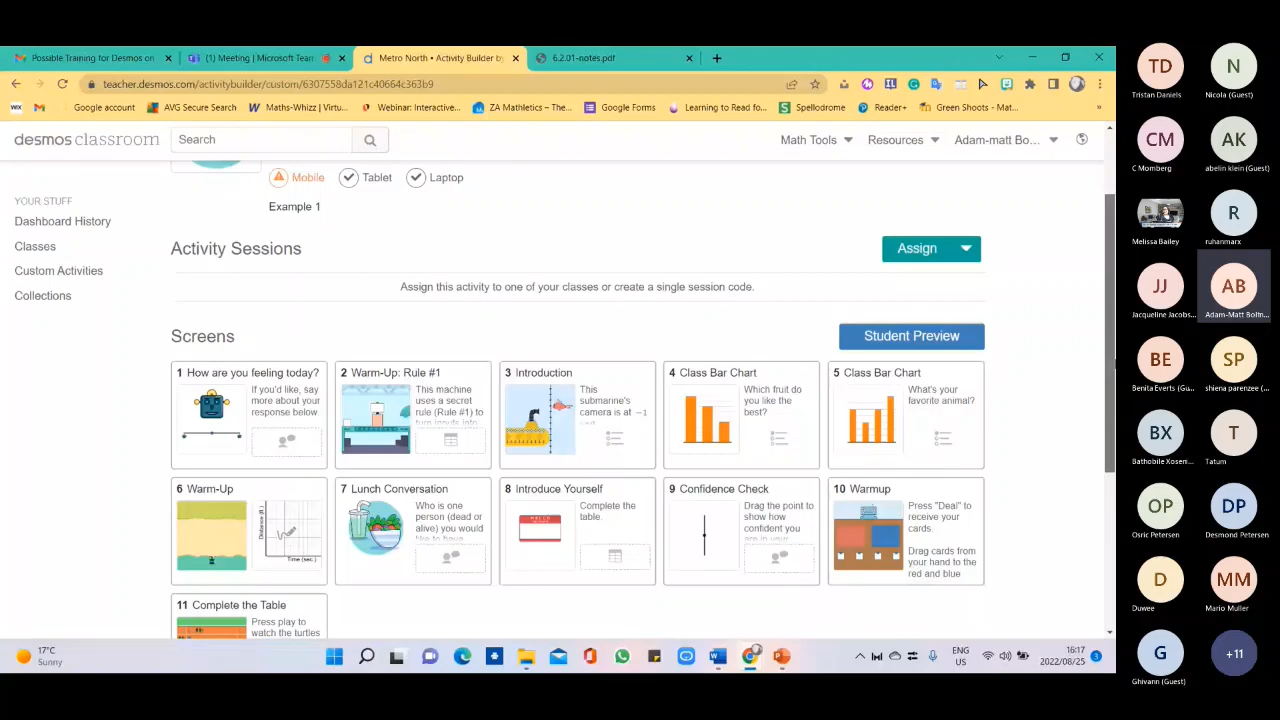 Possible Training for Desmos on
(1) Meeting | Microsoft Team
Metro North • Activity Builder by
6.2.01-notes.pdf
teacher.desmos.com/activitybuilder/custom/6307558da121c40664c363b9
WIX
Google account
AVG Secure Search
Maths-Whizz | Virtu...
Webinar: Interactive...
ZA Mathletics – The...
Google Forms
Learning to Read fo...
Spellodrome
Reader+
Green Shoots – Mat...
»
desmos classroom
Search
Math Tools
Resources
Adam-matt Bo...
Mobile
Tablet
Laptop
Example 1
YOUR STUFF
Dashboard History
Classes
Custom Activities
Collections
Activity Sessions
Assign
Assign this activity to one of your classes or create a single session code.
Screens
Student Preview
1 How are you feeling today?
If you'd like, say
more about your
response below.
2 Warm-Up: Rule #1
This machine
uses a secret
rule (Rule #1) to
turn inputs into
3 Introduction
This
submarine's
camera is at −1
4 Class Bar Chart
Which fruit do
you like the
best?
5 Class Bar Chart
What's your
favorite animal?
6 Warm-Up
Distance (ft.)
Time (sec.)
7 Lunch Conversation
Who is one
person (dead or
alive) you would
like to have
8 Introduce Yourself
Complete the
table.
9 Confidence Check
Drag the point to
show how
confident you
are in your
10 Warmup
Press "Deal" to
receive your
cards.
Drag cards from
your hand to the
red and blue
11 Complete the Table
Press play to
watch the turtles
17°C
Sunny
ENG
US
16:17
2022/08/25
3
TD
Tristan Daniels
N
Nicola (Guest)
CM
C Momberg
AK
abelin klein (Guest)
Melissa Bailey
R
ruhanmarx
JJ
Jacqueline Jacobs...
AB
Adam-Matt Boltn...
BE
Benita Everts (Gu...
SP
shiena parenzee (...
BX
Bathobile Xosem...
T
Tatum
OP
Osric Petersen
DP
Desmond Petersen
D
Duwee
MM
Mario Muller
G
Ghivann (Guest)
+11